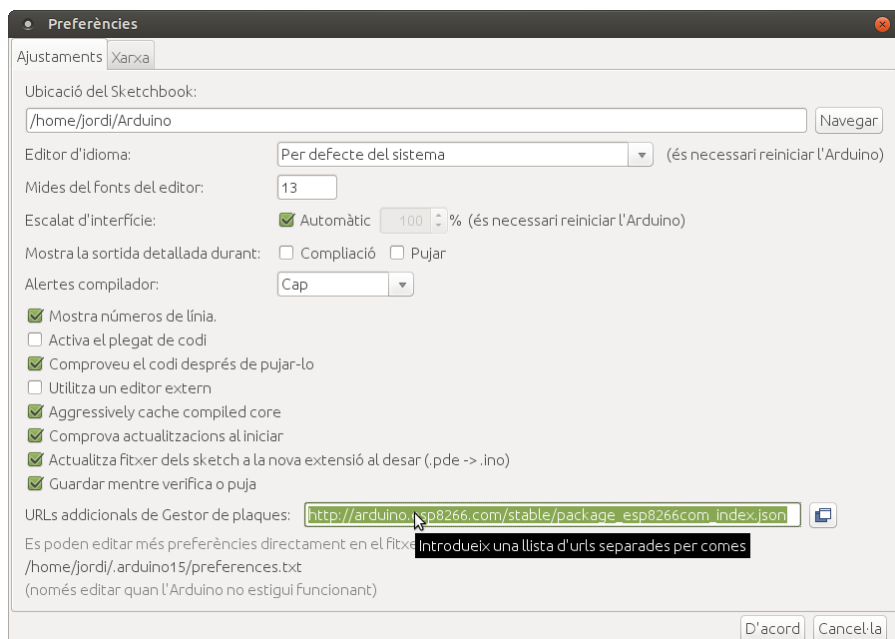 Preferències
Ajustaments Xarxa
Ubicació del Sketchbook:
/home/jordi/Arduino Navegar
Editor d'idioma: Per defecte del sistema (és necessari reiniciar l'Arduino)
Mides del fonts del editor: 13
Escalat d'interfície: Automàtic 100 % (és necessari reiniciar l'Arduino)
Mostra la sortida detallada durant: Compliació Pujar
Alertes compilador: Cap
Mostra números de línia.
Activa el plegat de codi
Comproveu el codi després de pujar-lo
Utilitza un editor extern
Aggressively cache compiled core
Comprova actualitzacions al iniciar
Actualitza fitxer dels sketch a la nova extensió al desar (.pde -> .ino)
Guardar mentre verifica o puja
URLs addicionals de Gestor de plaques: http://arduino.esp8266.com/stable/package_esp8266com_index.json
Es poden editar més preferències directament en el fitxe
Introdueix una llista d'urls separades per comes
/home/jordi/.arduino15/preferences.txt
(només editar quan l'Arduino no estigui funcionant)
D'acord Cancel·la